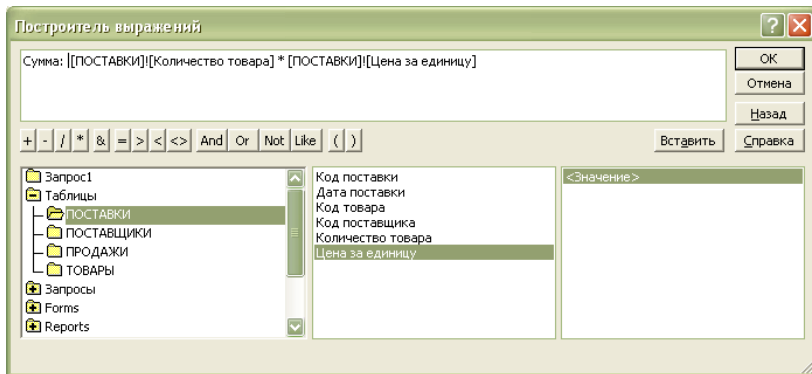 Построитель выражений
Сумма: [ПОСТАВКИ]![Количество товара] * [ПОСТАВКИ]![Цена за единицу]
ОК
Отмена
Назад
Справка
+ - / * & = > < <> And Or Not Like ( )
Вставить
Запрос1
Таблицы
ПОСТАВКИ
ПОСТАВЩИКИ
ПРОДАЖИ
ТОВАРЫ
Запросы
Forms
Reports
Код поставки
Дата поставки
Код товара
Код поставщика
Количество товара
Цена за единицу
<Значение>